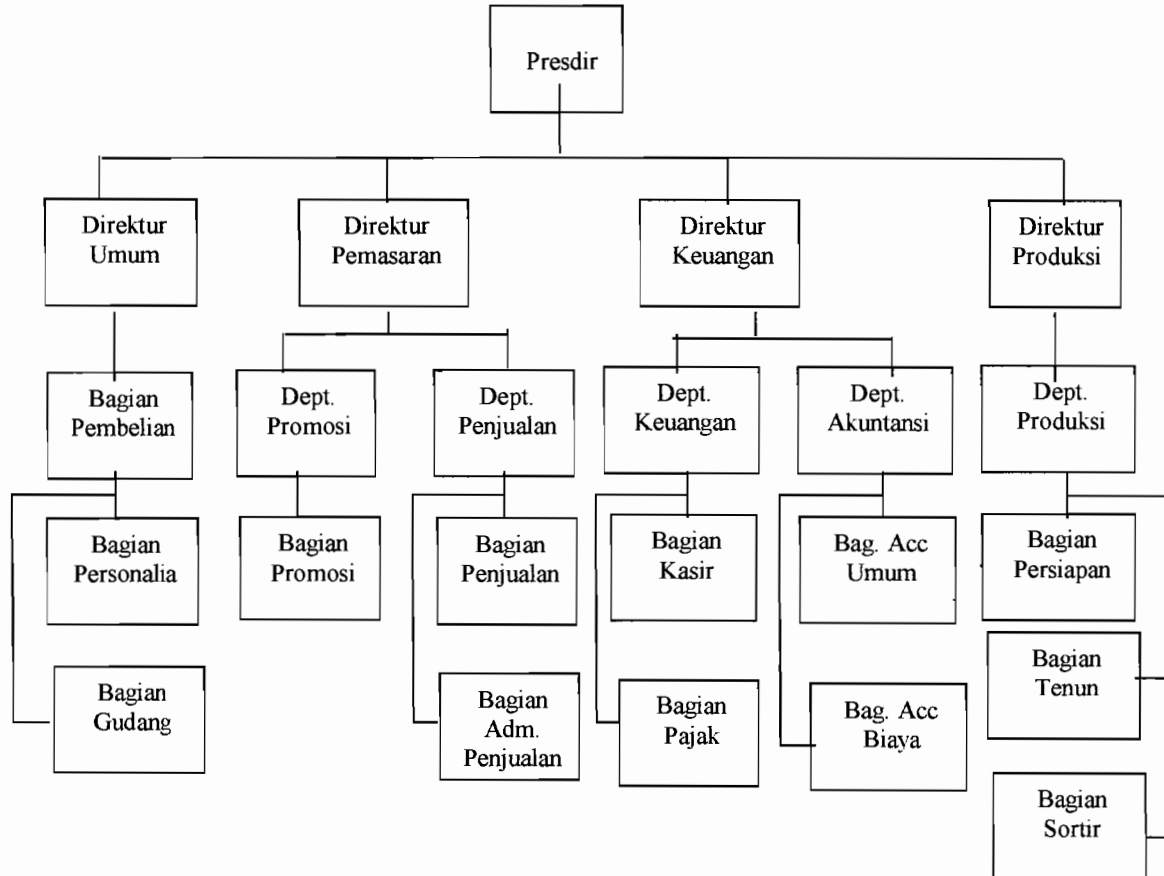 Presdir
Direktur
Umum
Direktur
Pemasaran
Direktur
Keuangan
Direktur
Produksi
Bagian
Pembelian
Dept.
Promosi
Dept.
Penjualan
Dept.
Keuangan
Dept.
Akuntansi
Dept.
Produksi
Bagian
Personalia
Bagian
Promosi
Bagian
Penjualan
Bagian
Kasir
Bag. Acc
Umum
Bagian
Persiapan
Bagian
Gudang
Bagian
Adm.
Penjualan
Bagian
Pajak
Bag. Acc
Biaya
Bagian
Tenun
Bagian
Sortir